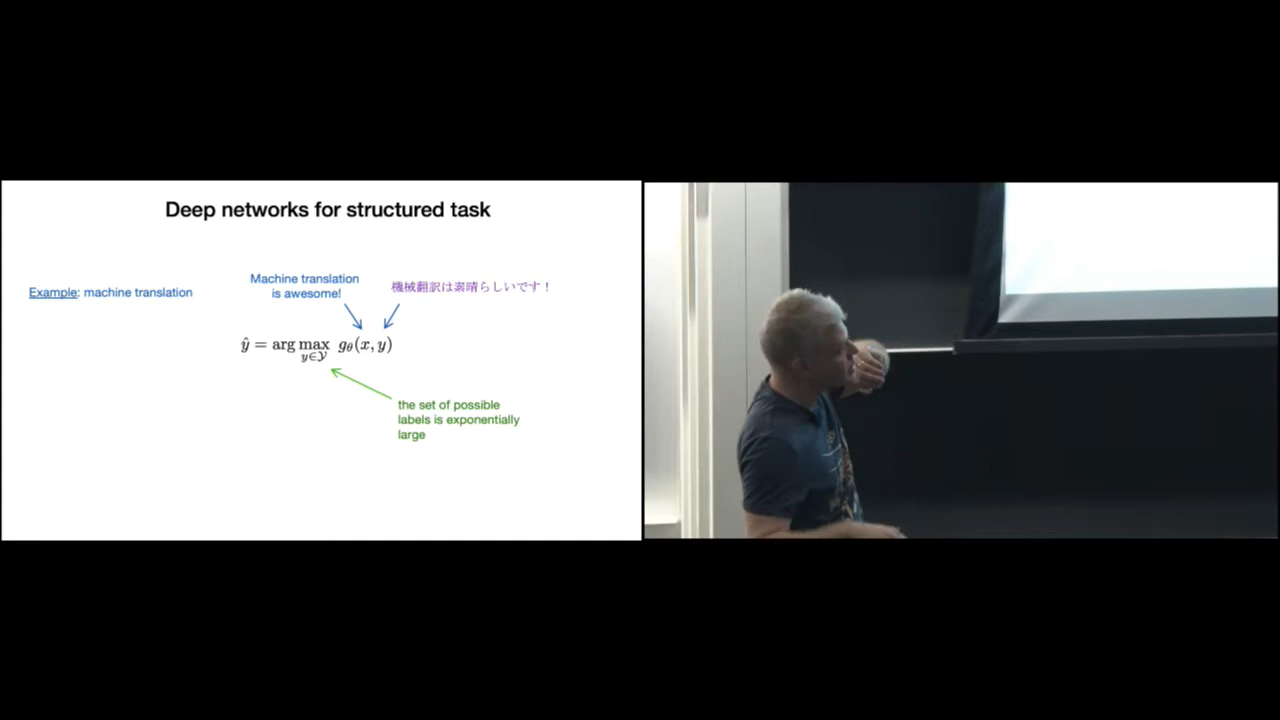 Deep networks for structured task
Example: machine translation
Machine translation
is awesome!
機械翻訳は素晴らしいです！
ŷ = arg max g_θ(x, y)
y∈𝒴
the set of possible
labels is exponentially
large